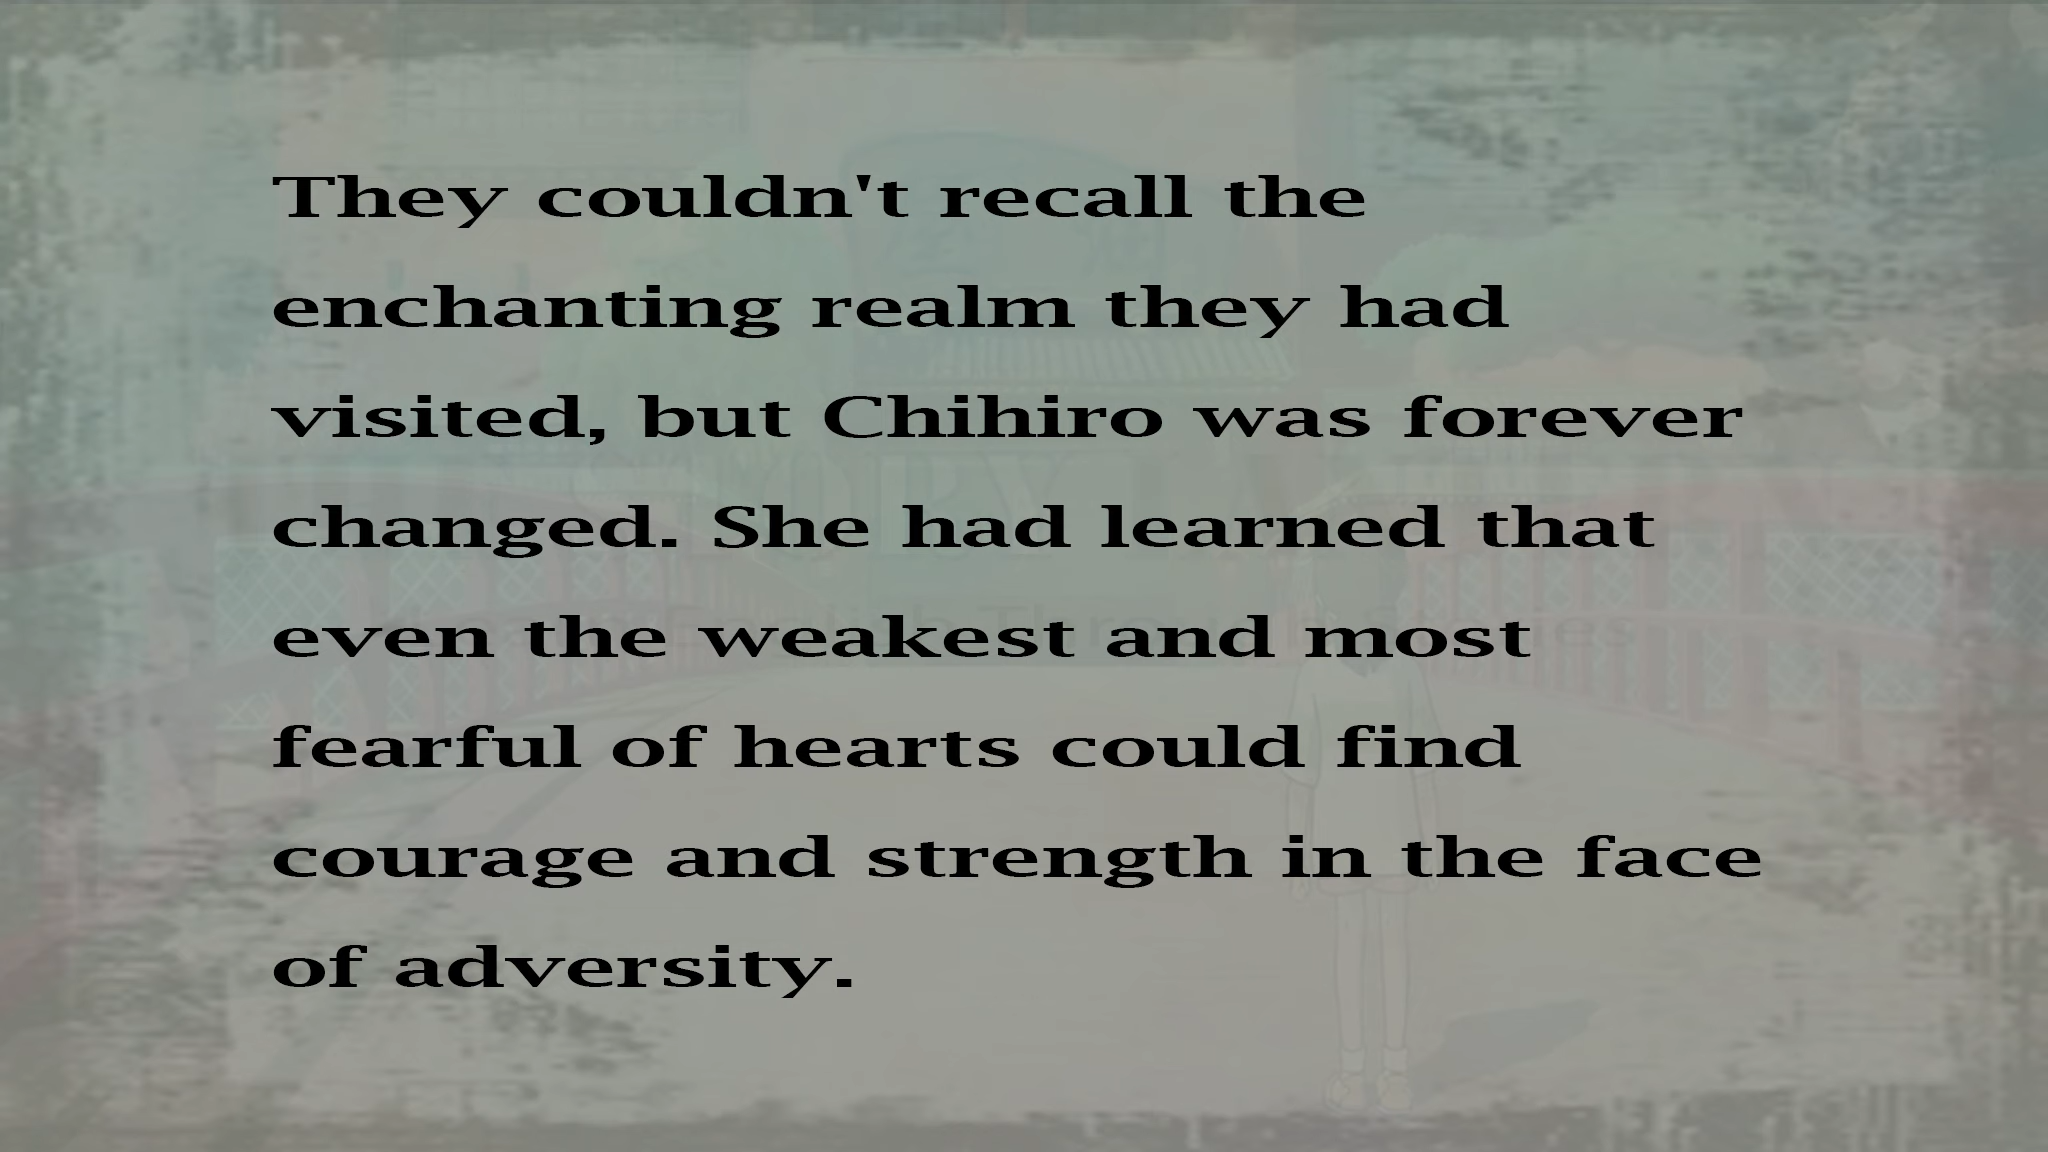 They couldn't recall the
enchanting realm they had
visited, but Chihiro was forever
changed. She had learned that
even the weakest and most
fearful of hearts could find
courage and strength in the face
of adversity.